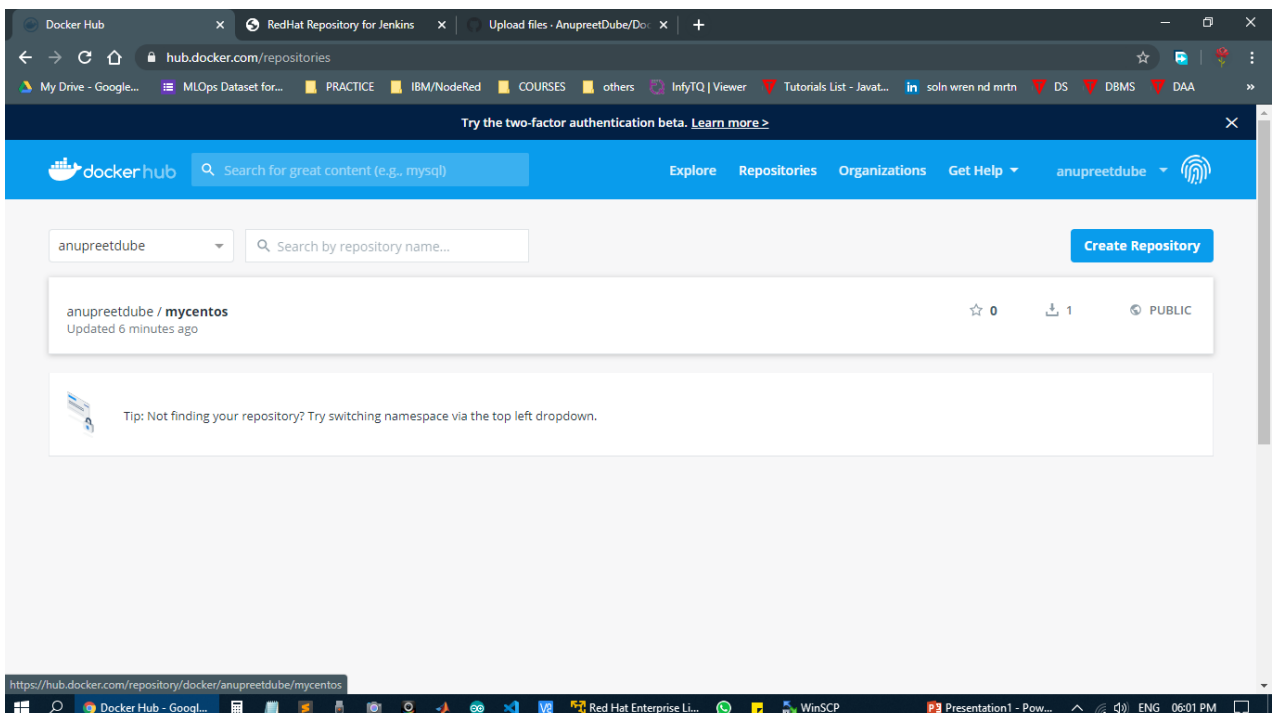 Docker Hub
RedHat Repository for Jenkins
Upload files · AnupreetDube/Doc
hub.docker.com/repositories
My Drive - Google... MLOps Dataset for... PRACTICE IBM/NodeRed COURSES others InfyTQ | Viewer Tutorials List - Javat... in soln wren nd mrtn DS DBMS DAA »
Try the two-factor authentication beta. Learn more >
dockerhub Search for great content (e.g., mysql) Explore Repositories Organizations Get Help anupreetdube
anupreetdube Search by repository name... Create Repository
anupreetdube / mycentos 0 1 PUBLIC
Updated 6 minutes ago
Tip: Not finding your repository? Try switching namespace via the top left dropdown.
https://hub.docker.com/repository/docker/anupreetdube/mycentos
Docker Hub - Googl... Red Hat Enterprise Li... WinSCP Presentation1 - Pow... ENG 06:01 PM